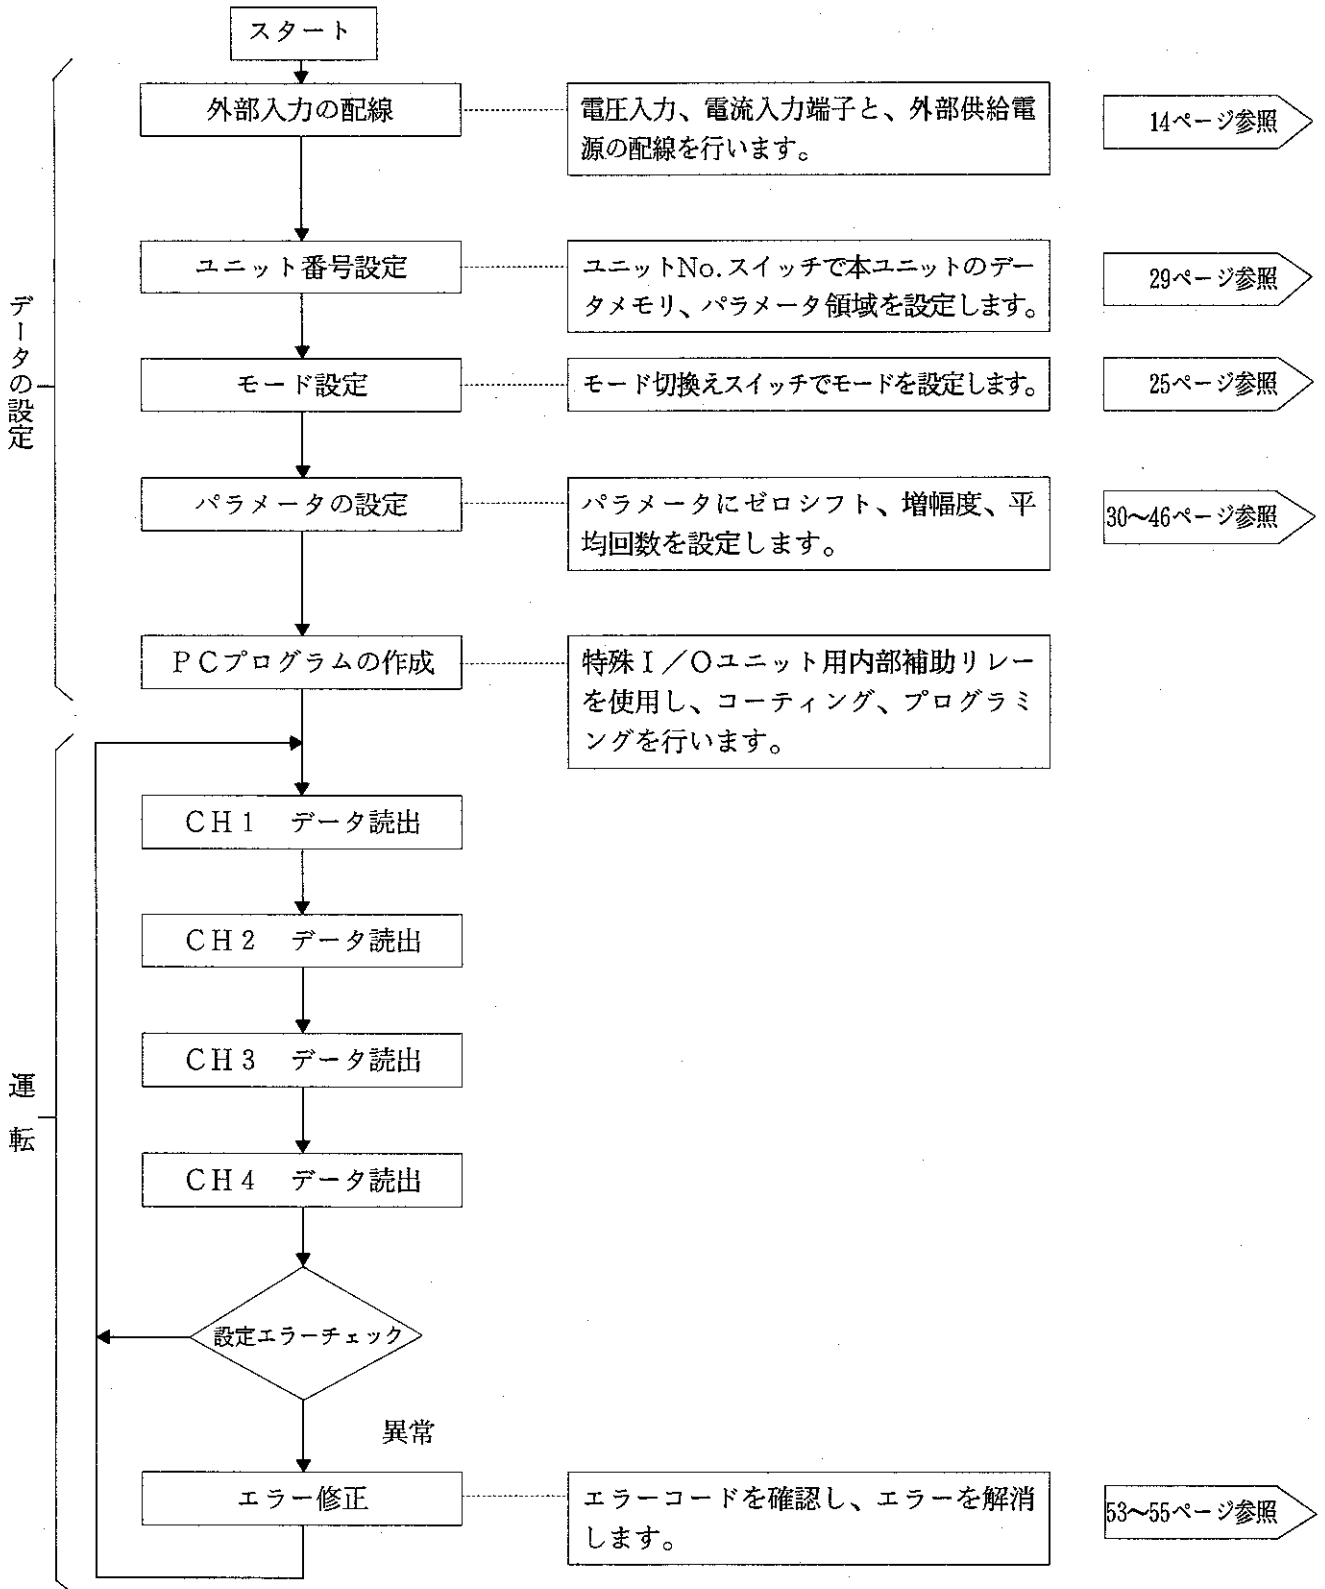 スタート
外部入力の配線
電圧入力、電流入力端子と、外部供給電
源の配線を行います。
14ページ参照
ユニット番号設定
ユニットNo.スイッチで本ユニットのデー
タメモリ、パラメータ領域を設定します。
29ページ参照
データの設定
モード設定
モード切換えスイッチでモードを設定します。
25ページ参照
パラメータの設定
パラメータにゼロシフト、増幅度、平
均回数を設定します。
30〜46ページ参照
PCプログラムの作成
特殊I/Oユニット用内部補助リレー
を使用し、コーティング、プログラミ
ングを行います。
CH1 データ読出
CH2 データ読出
CH3 データ読出
運転
CH4 データ読出
設定エラーチェック
異常
エラー修正
エラーコードを確認し、エラーを解消
します。
53〜55ページ参照